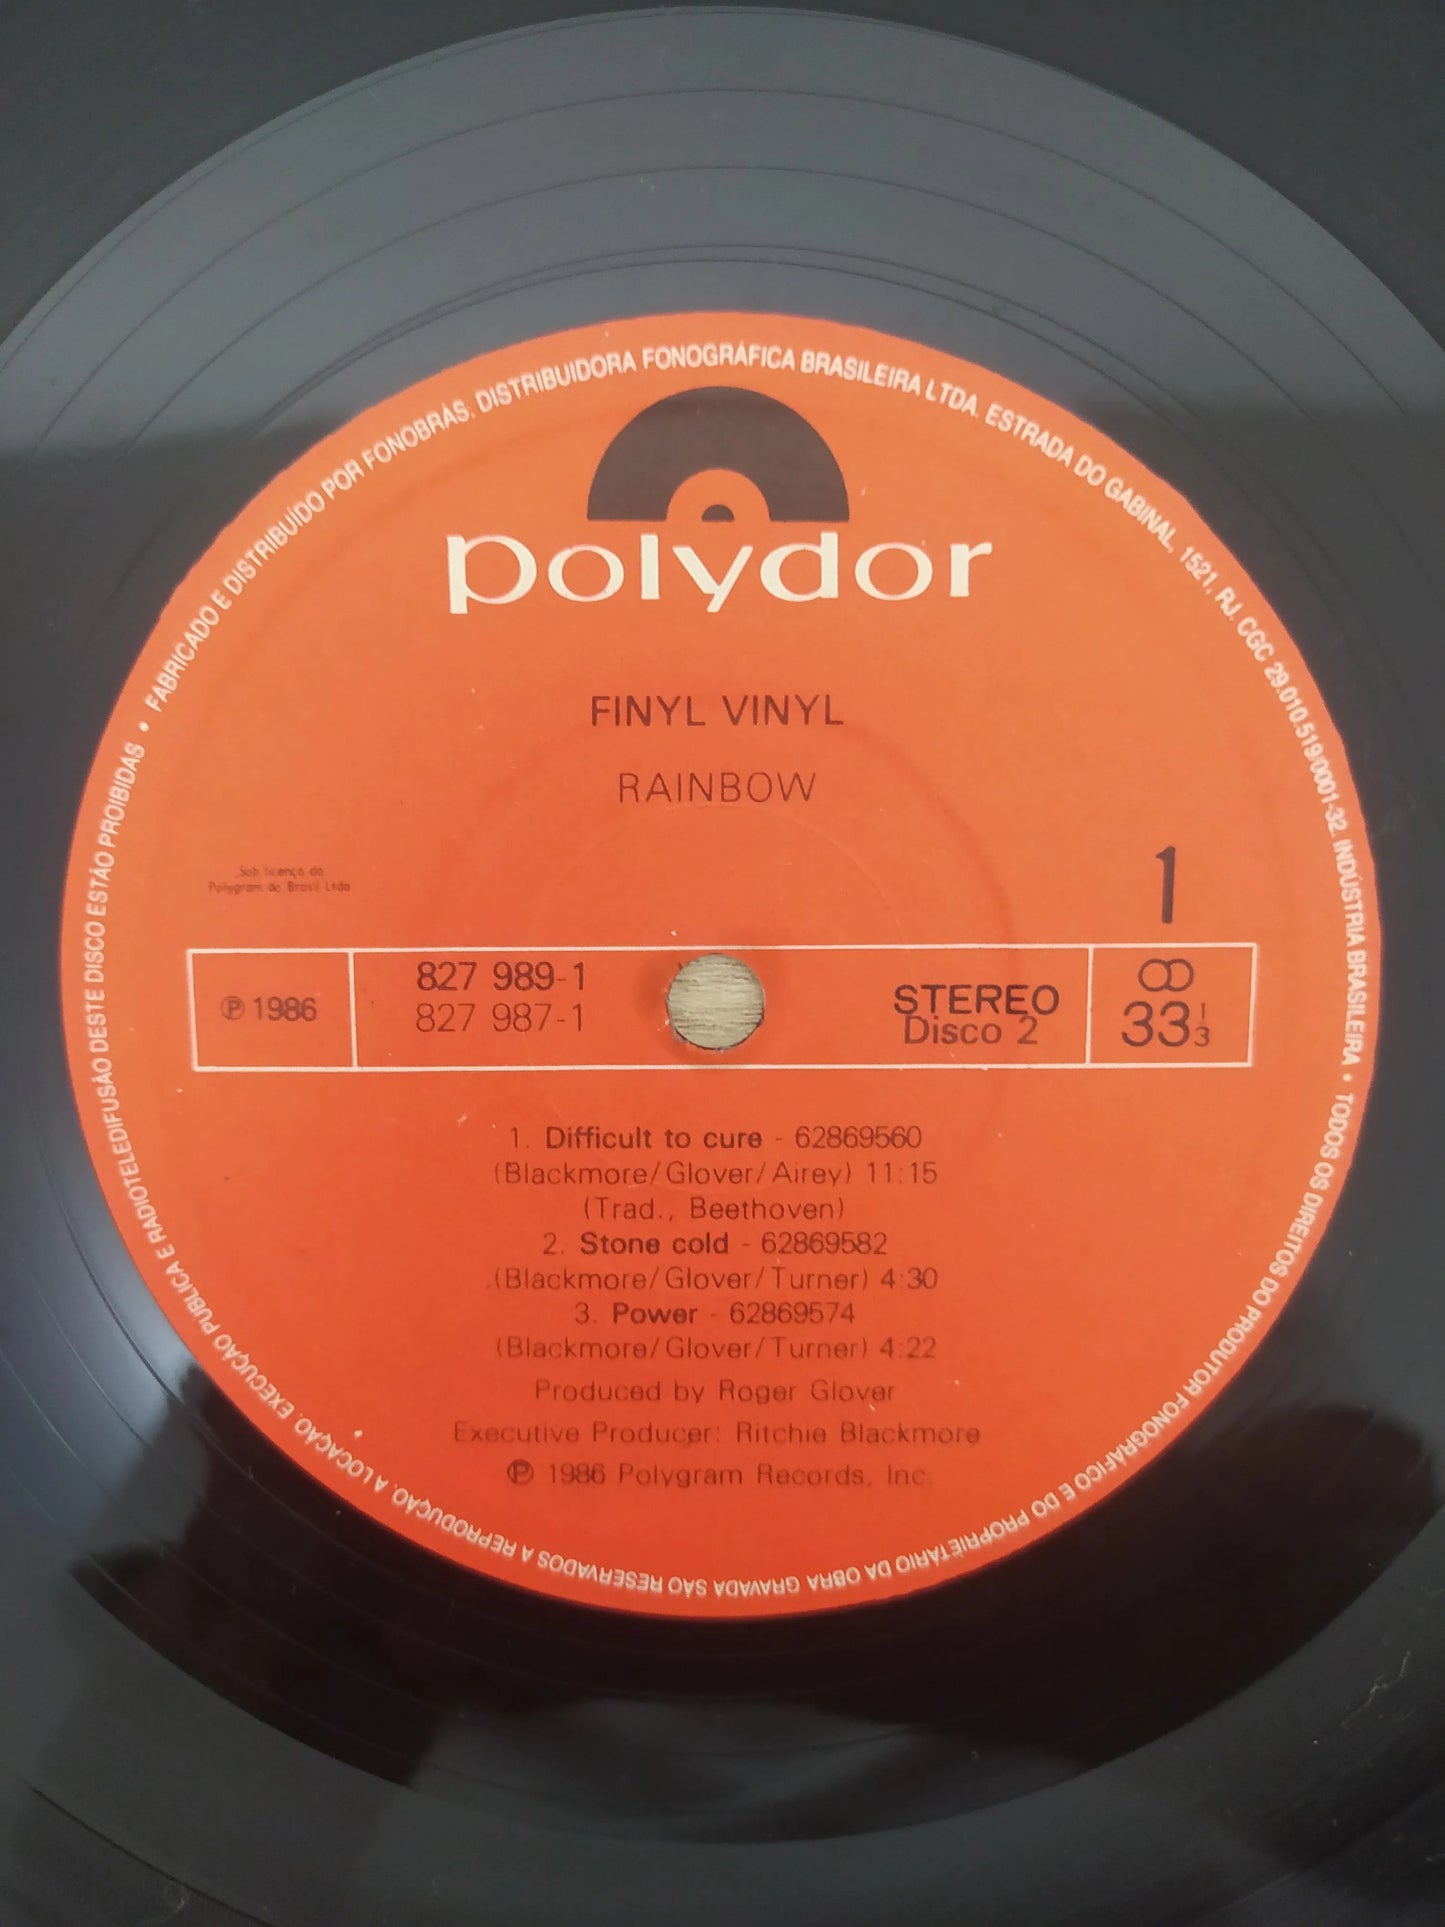 • FABRICADO E DISTRIBUÍDO POR FONOBRÁS. DISTRIBUIDORA FONOGRÁFICA BRASILEIRA LTDA. ESTRADA DO GABINAL, 1521, RJ. CGC 29.010.519/0001-32. INDÚSTRIA BRASILEIRA • TODOS OS DIREITOS DO PRODUTOR FONOGRÁFICO E DO PROPRIETÁRIO DA OBRA GRAVADA SÃO RESERVADOS A REPRODUÇÃO, A LOCAÇÃO, EXECUÇÃO PÚBLICA E RADIOTELEDIFUSÃO DESTE DISCO ESTÃO PROIBIDAS
polydor
FINYL VINYL
RAINBOW
Sob licença da
Polygram do Brasil Ltda
1
℗ 1986
827 989-1
827 987-1
STEREO
Disco 2
33 1/3
1. Difficult to cure - 62869560
(Blackmore/Glover/Airey) 11:15
(Trad., Beethoven)
2. Stone cold - 62869582
(Blackmore/Glover/Turner) 4:30
3. Power - 62869574
(Blackmore/Glover/Turner) 4:22
Produced by Roger Glover
Executive Producer: Ritchie Blackmore
℗ 1986 Polygram Records, Inc.